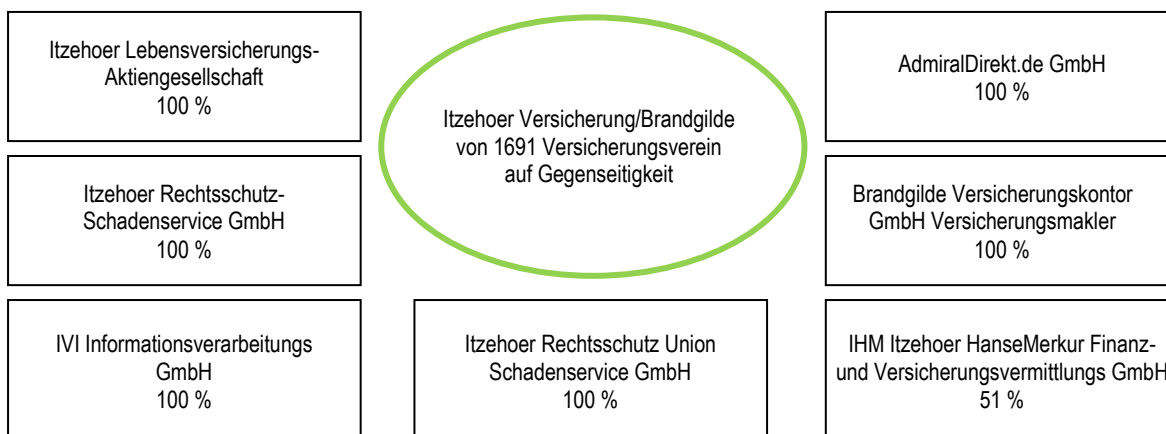 Itzehoer Lebensversicherungs-
Aktiengesellschaft
100 %
Itzehoer Versicherung/Brandgilde
von 1691 Versicherungsverein
auf Gegenseitigkeit
AdmiralDirekt.de GmbH
100 %
Itzehoer Rechtsschutz-
Schadenservice GmbH
100 %
Brandgilde Versicherungskontor
GmbH Versicherungsmakler
100 %
IVI Informationsverarbeitungs
GmbH
100 %
Itzehoer Rechtsschutz Union
Schadenservice GmbH
100 %
IHM Itzehoer HanseMerkur Finanz-
und Versicherungsvermittlungs GmbH
51 %